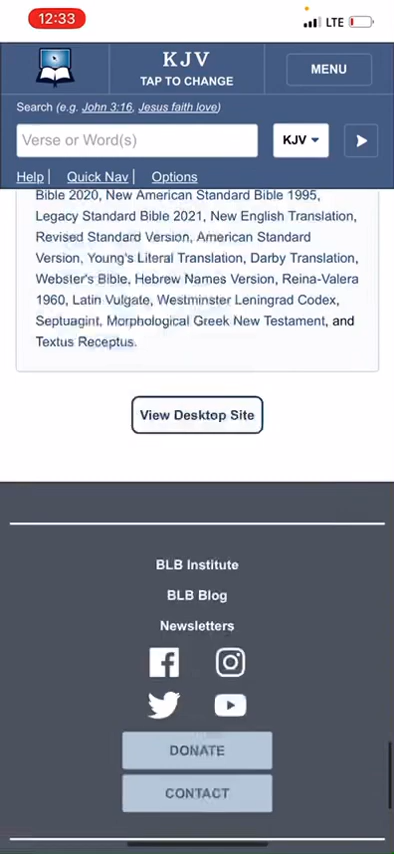 12:33
LTE
KJV
TAP TO CHANGE
MENU
Search (e.g. John 3:16, Jesus faith love)
Verse or Word(s)
KJV
Help | Quick Nav | Options
Bible 2020, New American Standard Bible 1995,
Legacy Standard Bible 2021, New English Translation,
Revised Standard Version, American Standard
Version, Young's Literal Translation, Darby Translation,
Webster's Bible, Hebrew Names Version, Reina-Valera
1960, Latin Vulgate, Westminster Leningrad Codex,
Septuagint, Morphological Greek New Testament, and
Textus Receptus.
View Desktop Site
BLB Institute
BLB Blog
Newsletters
DONATE
CONTACT